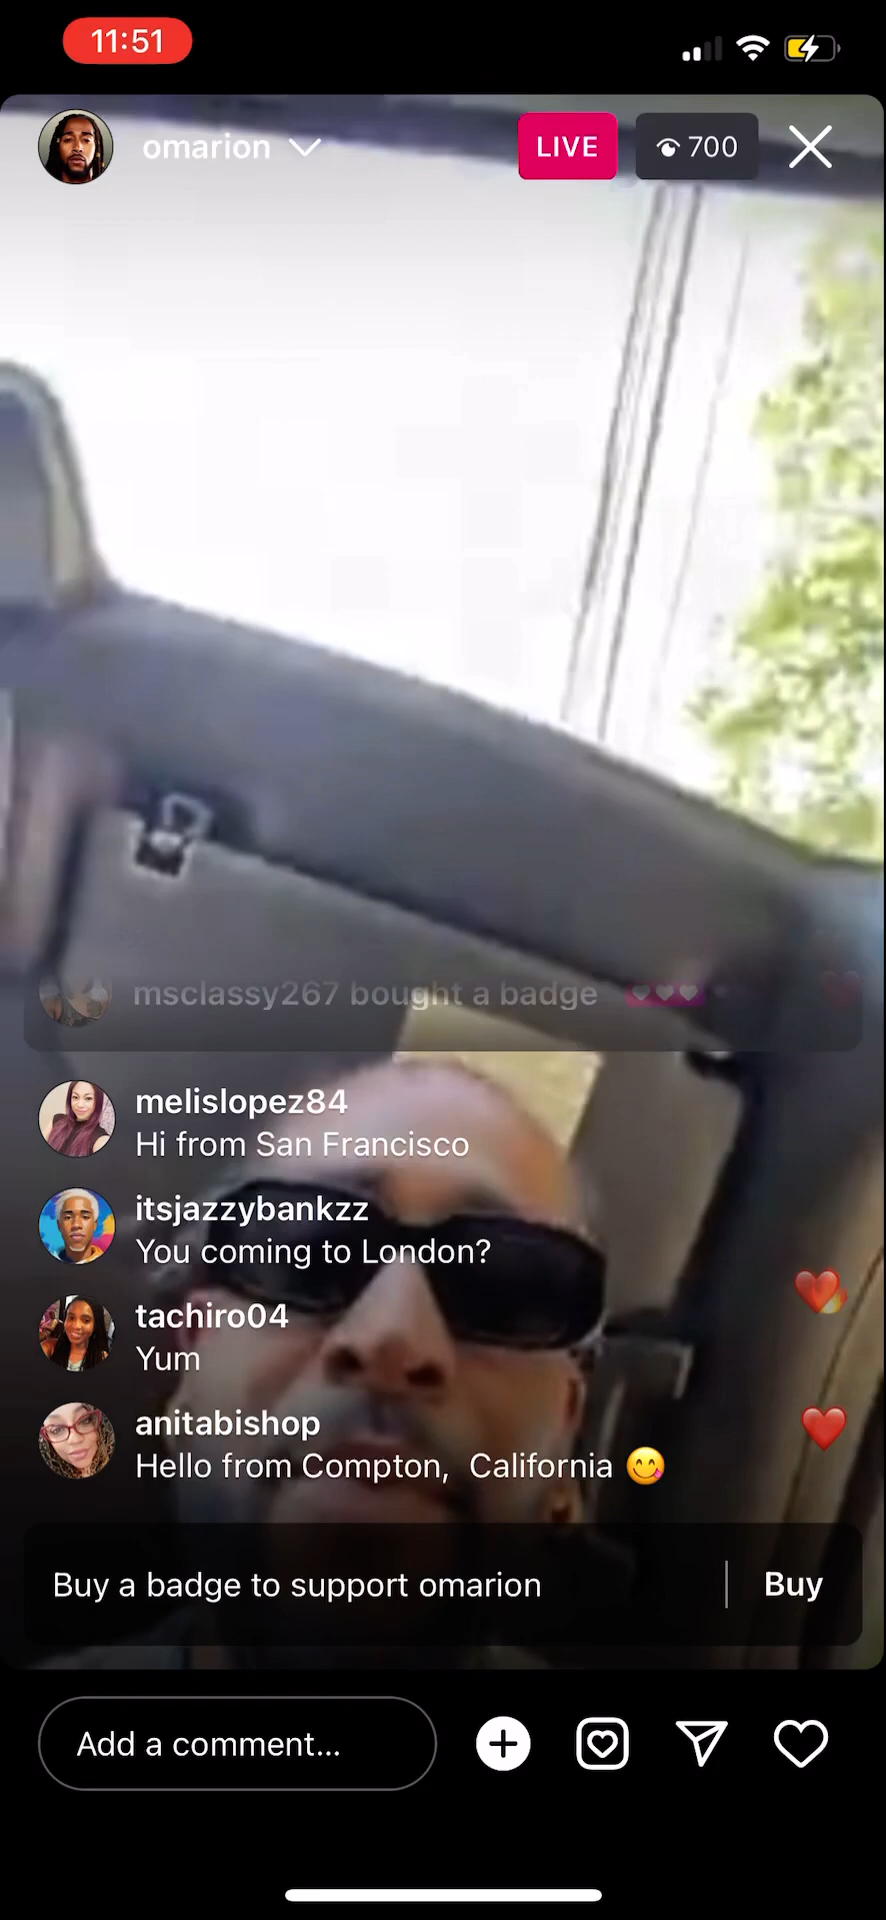 11:51
omarion
LIVE
700
msclassy267 bought a badge
melislopez84
Hi from San Francisco
itsjazzybankzz
You coming to London?
tachiro04
Yum
anitabishop
Hello from Compton, California 😋
Buy a badge to support omarion
Buy
Add a comment...